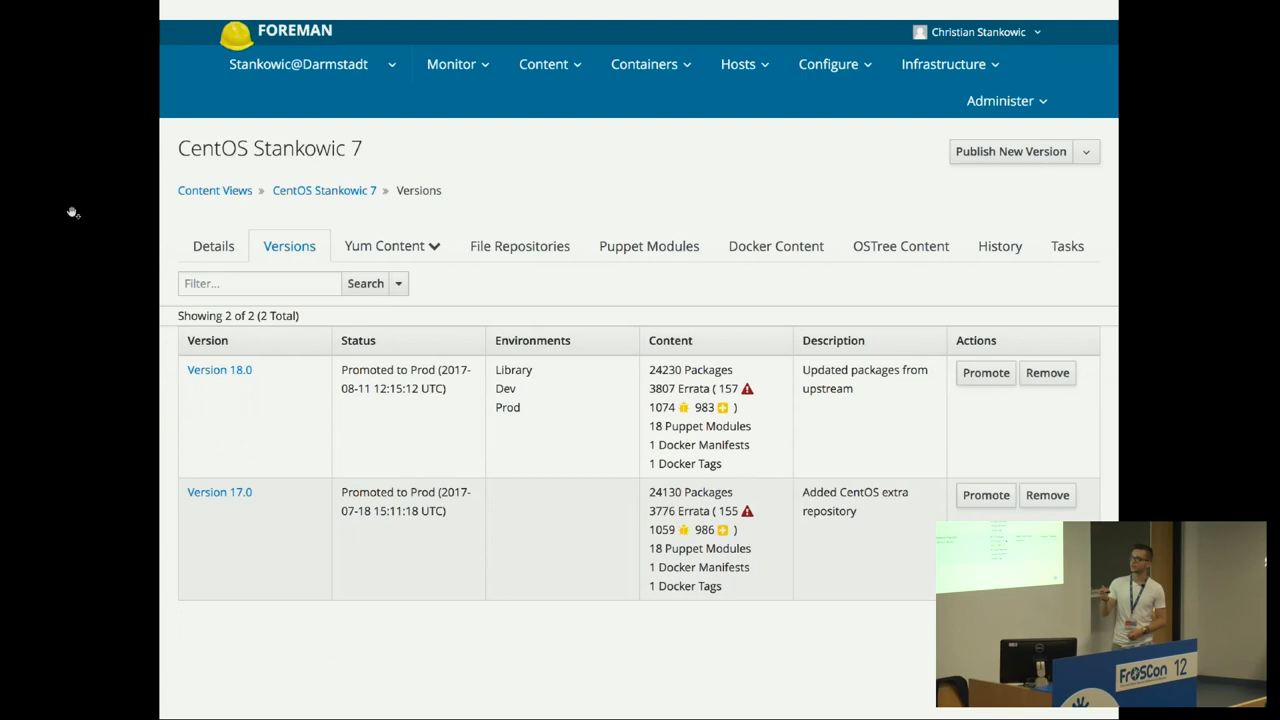 FOREMAN
Christian Stankowic
Stankowic@Darmstadt Monitor Content Containers Hosts Configure Infrastructure
Administer
CentOS Stankowic 7
Publish New Version
Content Views » CentOS Stankowic 7 » Versions
Details Versions Yum Content File Repositories Puppet Modules Docker Content OSTree Content History Tasks
Filter... Search
Showing 2 of 2 (2 Total)
Version Status Environments Content Description Actions
Version 18.0 Promoted to Prod (2017- Library 24230 Packages Updated packages from Promote Remove
08-11 12:15:12 UTC) Dev 3807 Errata ( 157 upstream
Prod 1074 983 )
18 Puppet Modules
1 Docker Manifests
1 Docker Tags
Version 17.0 Promoted to Prod (2017- 24130 Packages Added CentOS extra Promote Remove
07-18 15:11:18 UTC) 3776 Errata ( 155 repository
1059 986 )
18 Puppet Modules
1 Docker Manifests
1 Docker Tags
FrOSCon 12